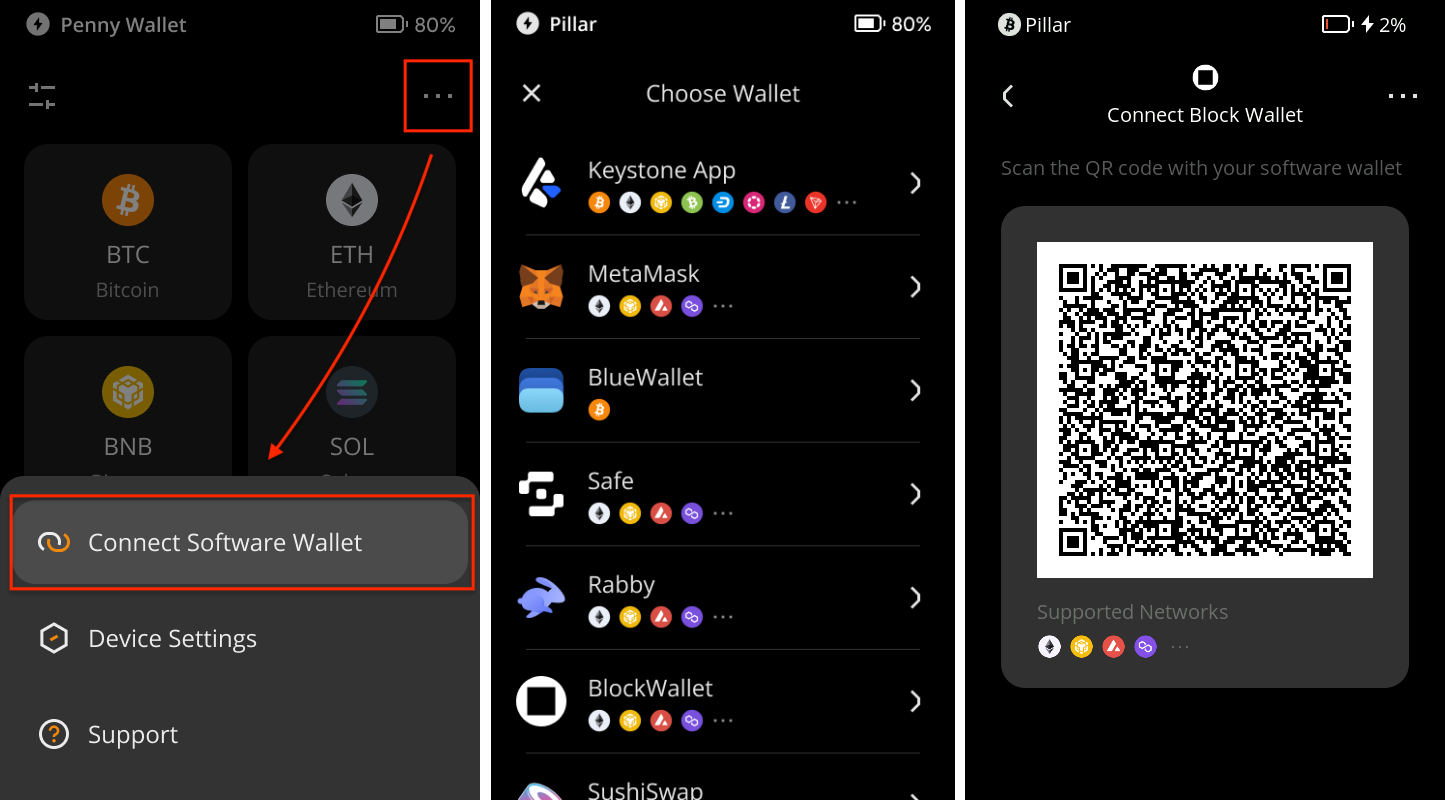 Penny Wallet
80%
BTC
Bitcoin
ETH
Ethereum
BNB
SOL
Connect Software Wallet
Device Settings
Support
Pillar
80%
Choose Wallet
Keystone App
MetaMask
BlueWallet
Safe
Rabby
BlockWallet
SushiSwap
Pillar
2%
Connect Block Wallet
Scan the QR code with your software wallet
Supported Networks